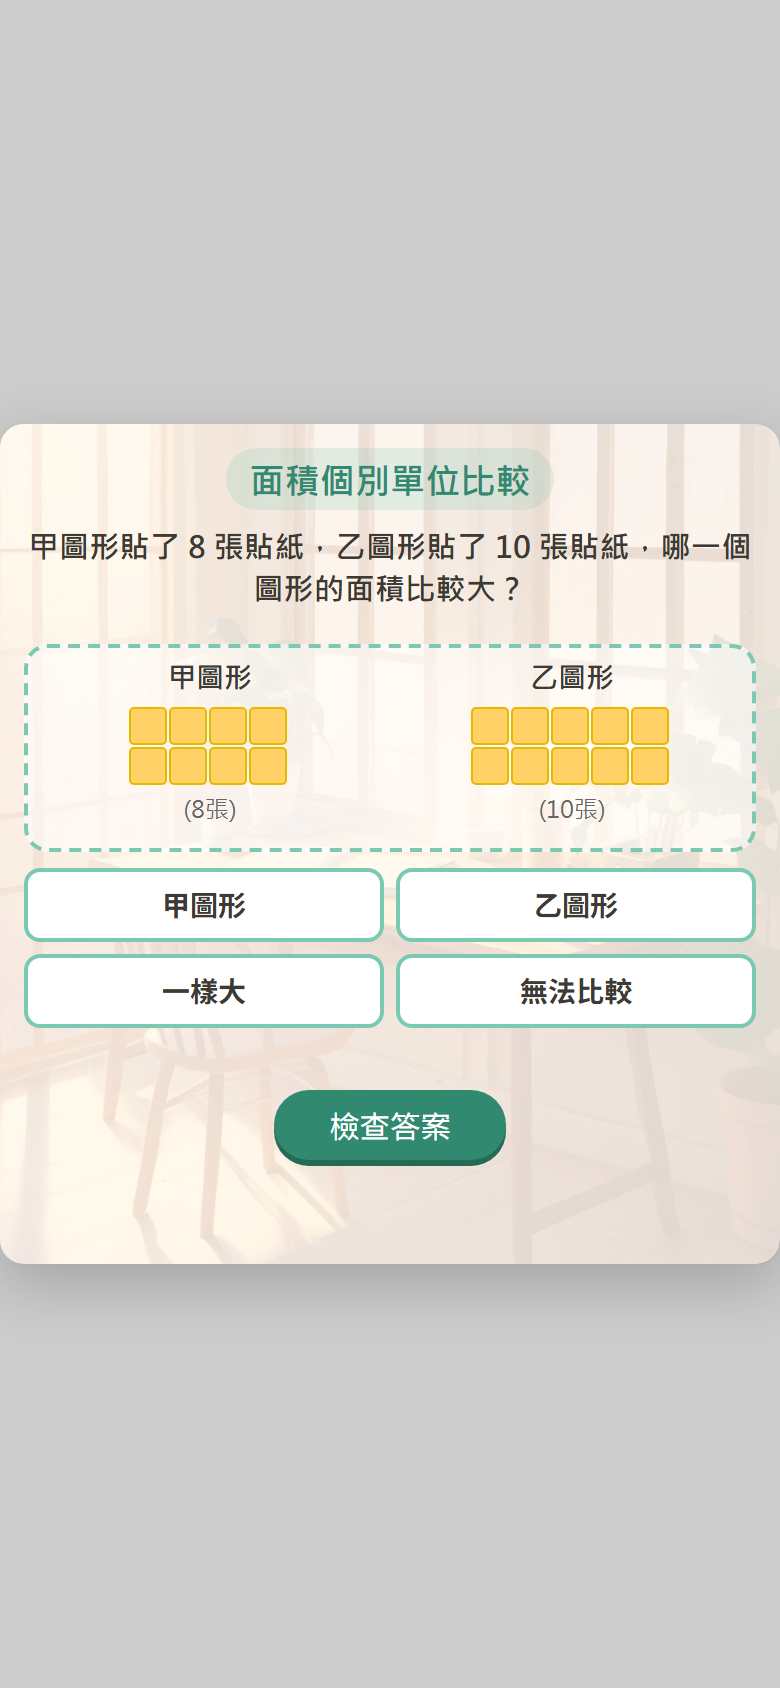 面積個別單位比較
甲圖形貼了 8 張貼紙，乙圖形貼了 10 張貼紙，哪一個
圖形的面積比較大？
甲圖形
乙圖形
(8張)
(10張)
甲圖形
乙圖形
一樣大
無法比較
檢查答案